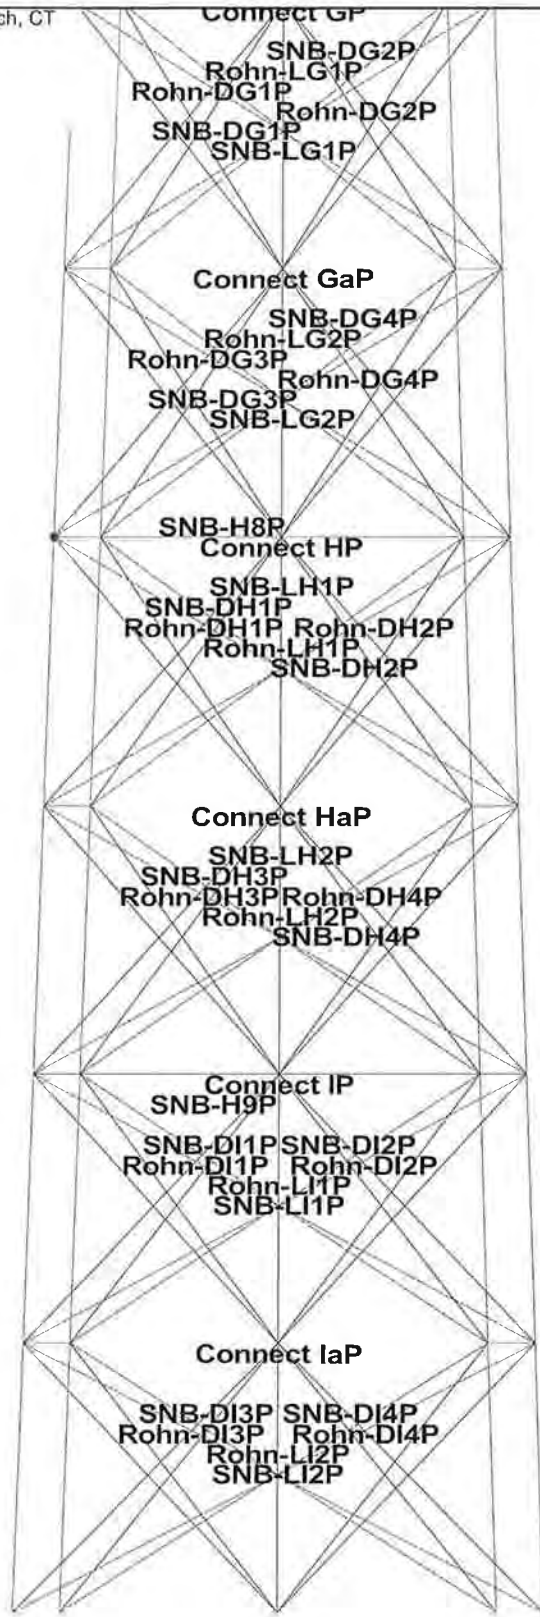 ch, CT
Connect GP
SNB-DG2P
Rohn-LG1P
Rohn-DG1P
Rohn-DG2P
SNB-DG1P
SNB-LG1P
Connect GaP
SNB-DG4P
Rohn-LG2P
Rohn-DG3P
Rohn-DG4P
SNB-DG3P
SNB-LG2P
SNB-H8P
Connect HP
SNB-LH1P
SNB-DH1P
Rohn-DH1P Rohn-DH2P
Rohn-LH1P
SNB-DH2P
Connect HaP
SNB-LH2P
SNB-DH3P
Rohn-DH3P Rohn-DH4P
Rohn-LH2P
SNB-DH4P
Connect IP
SNB-H9P
SNB-DI1P SNB-DI2P
Rohn-DI1P Rohn-DI2P
Rohn-LI1P
SNB-LI1P
Connect IaP
SNB-DI3P SNB-DI4P
Rohn-DI3P Rohn-DI4P
Rohn-LI2P
SNB-LI2P